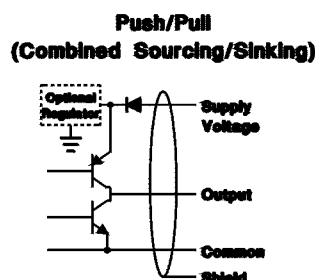 Push/Pull
(Combined Sourcing/Sinking)
Optional
Regulator
Supply
Voltage
Output
Common
Shield